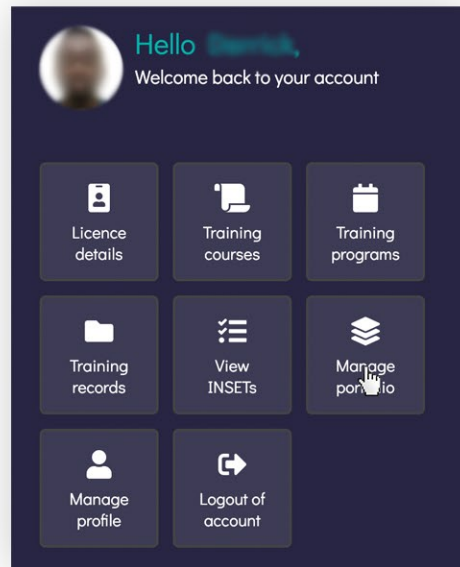 Hello
Welcome back to your account
Licence
details
Training
courses
Training
programs
Training
records
View
INSETs
Manage
Manage
profile
Logout of
account